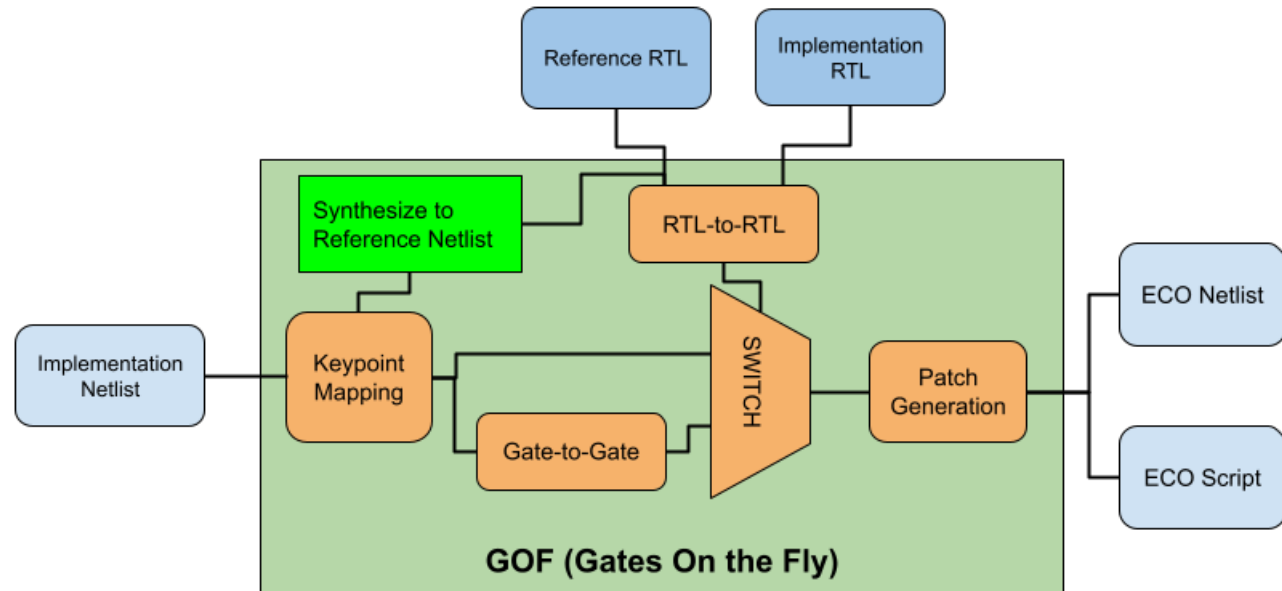 Reference RTL
Implementation
RTL
Synthesize to
Reference Netlist
RTL-to-RTL
Implementation
Netlist
Keypoint
Mapping
Gate-to-Gate
SWITCH
Patch
Generation
ECO Netlist
ECO Script
GOF (Gates On the Fly)